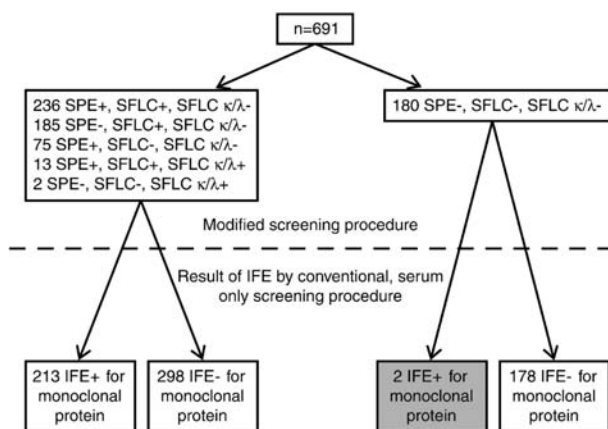 n=691
236 SPE+, SFLC+, SFLC κ/λ-
185 SPE-, SFLC+, SFLC κ/λ-
75 SPE+, SFLC-, SFLC κ/λ-
13 SPE+, SFLC+, SFLC κ/λ+
2 SPE-, SFLC-, SFLC κ/λ+
180 SPE-, SFLC-, SFLC κ/λ-
Modified screening procedure
Result of IFE by conventional, serum
only screening procedure
213 IFE+ for
monoclonal
protein
298 IFE- for
monoclonal
protein
2 IFE+ for
monoclonal
protein
178 IFE- for
monoclonal
protein